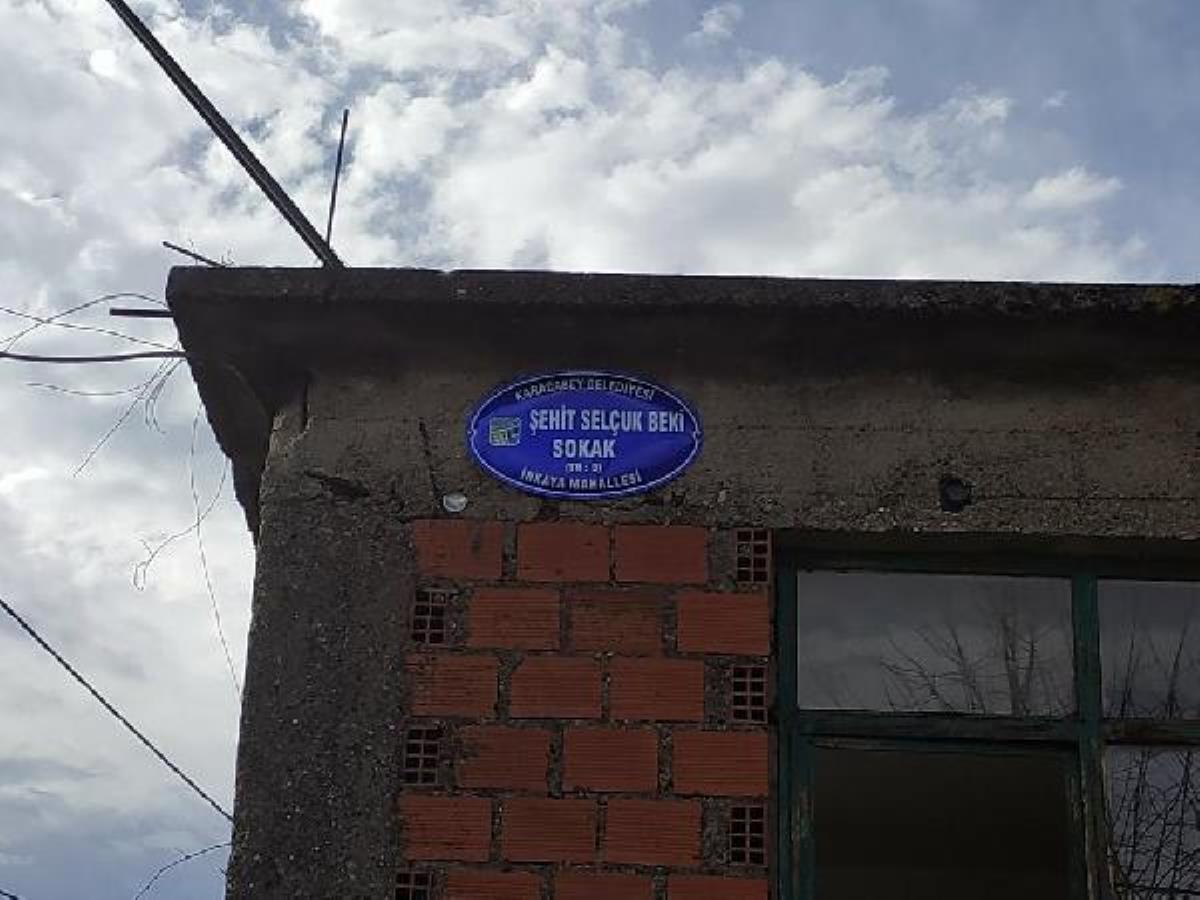 KARACABEY BELEDİYESİ
ŞEHİT SELÇUK BEKİ
SOKAK
İNKAYA MAHALLESİ